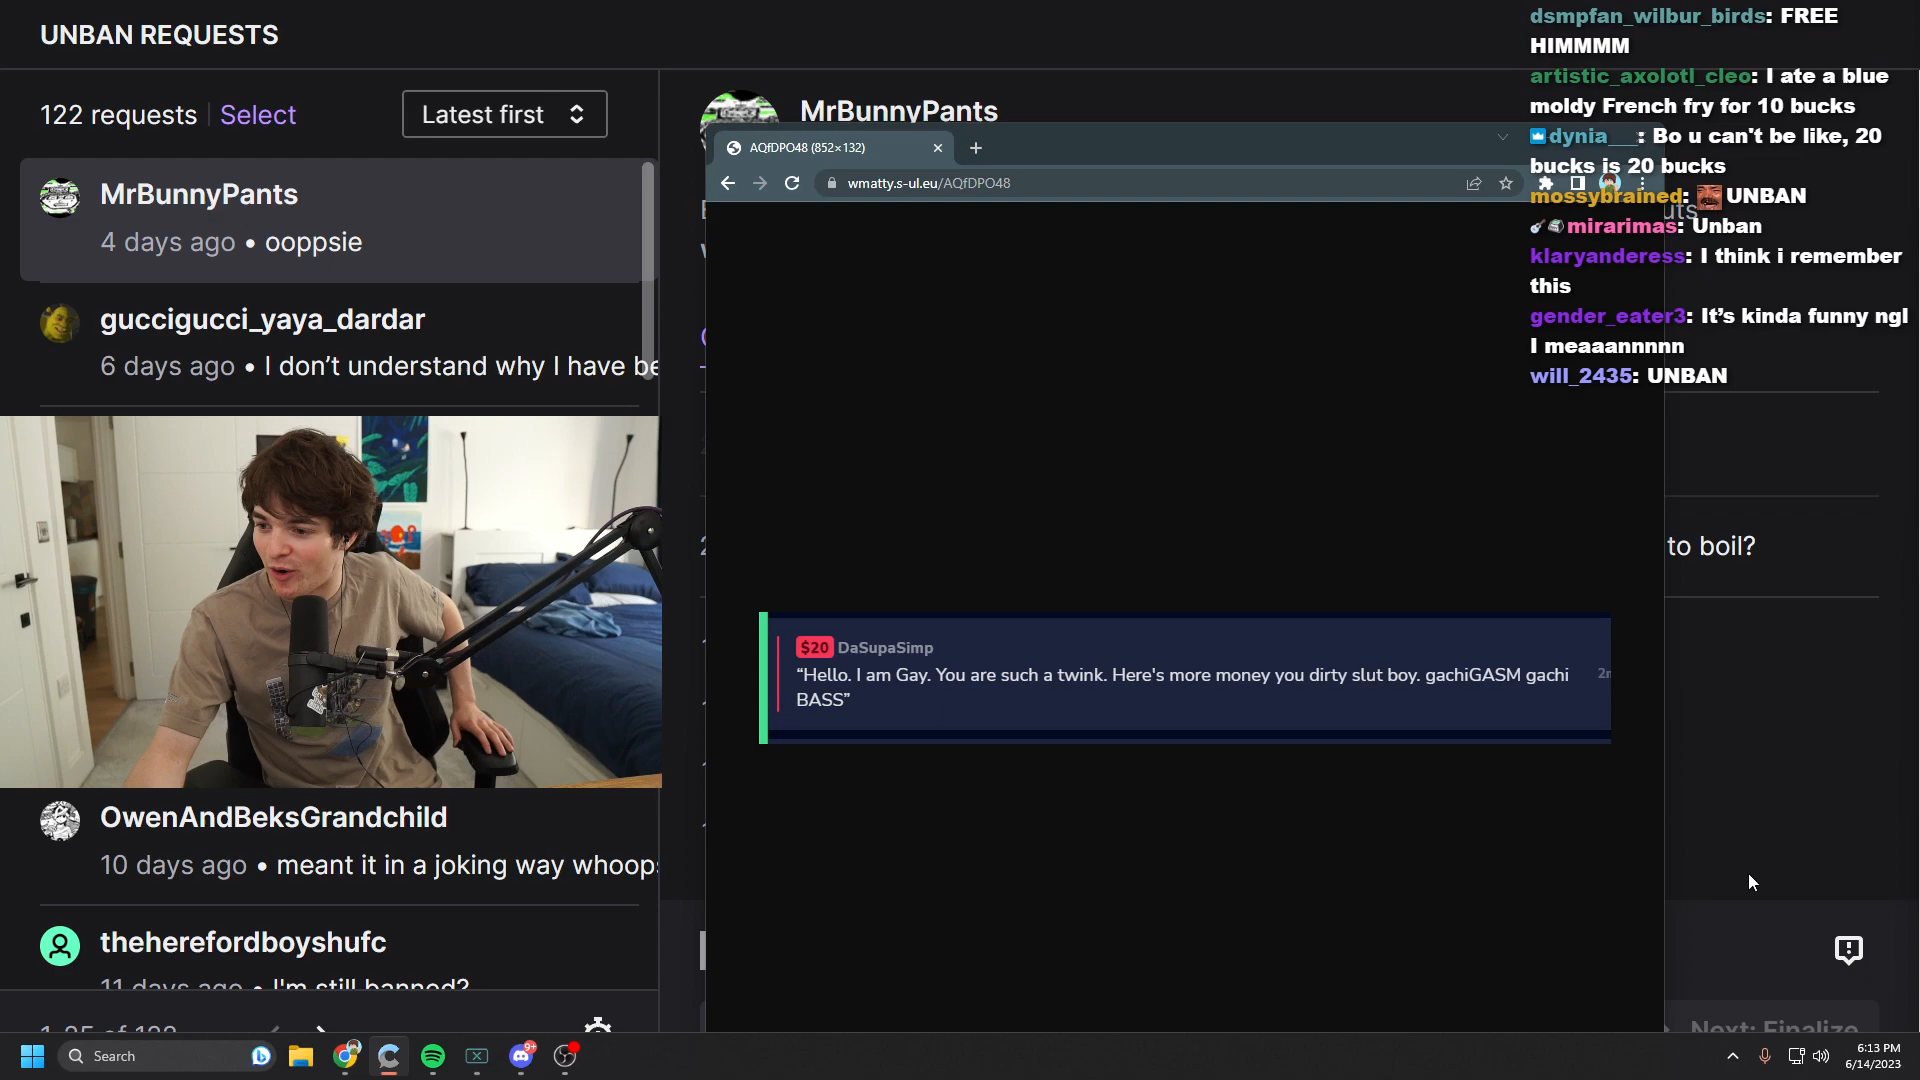 UNBAN REQUESTS
122 requests
Select
Latest first
MrBunnyPants
4 days ago • ooppsie
guccigucci_yaya_dardar
6 days ago • I don’t understand why I have be
OwenAndBeksGrandchild
10 days ago • meant it in a joking way whoops
theherefordboyshufc
11 days ago • I'm still banned?
1-25 of 122
MrBunnyPants
AQfDPO48 (852×132)
wmatty.s-ul.eu/AQfDPO48
$20 DaSupaSimp
“Hello. I am Gay. You are such a twink. Here's more money you dirty slut boy. gachiGASM gachi
BASS”
to boil?
Next: Finalize
dsmpfan_wilbur_birds: FREE
HIMMMM
artistic_axolotl_cleo: I ate a blue
moldy French fry for 10 bucks
dynia___: Bo u can't be like, 20
bucks is 20 bucks
mossybrained: UNBAN
mirarimas: Unban
klaryanderess: I think i remember
this
gender_eater3: It’s kinda funny ngl
I meaaannnnn
will_2435: UNBAN
Search
9+
6:13 PM
6/14/2023